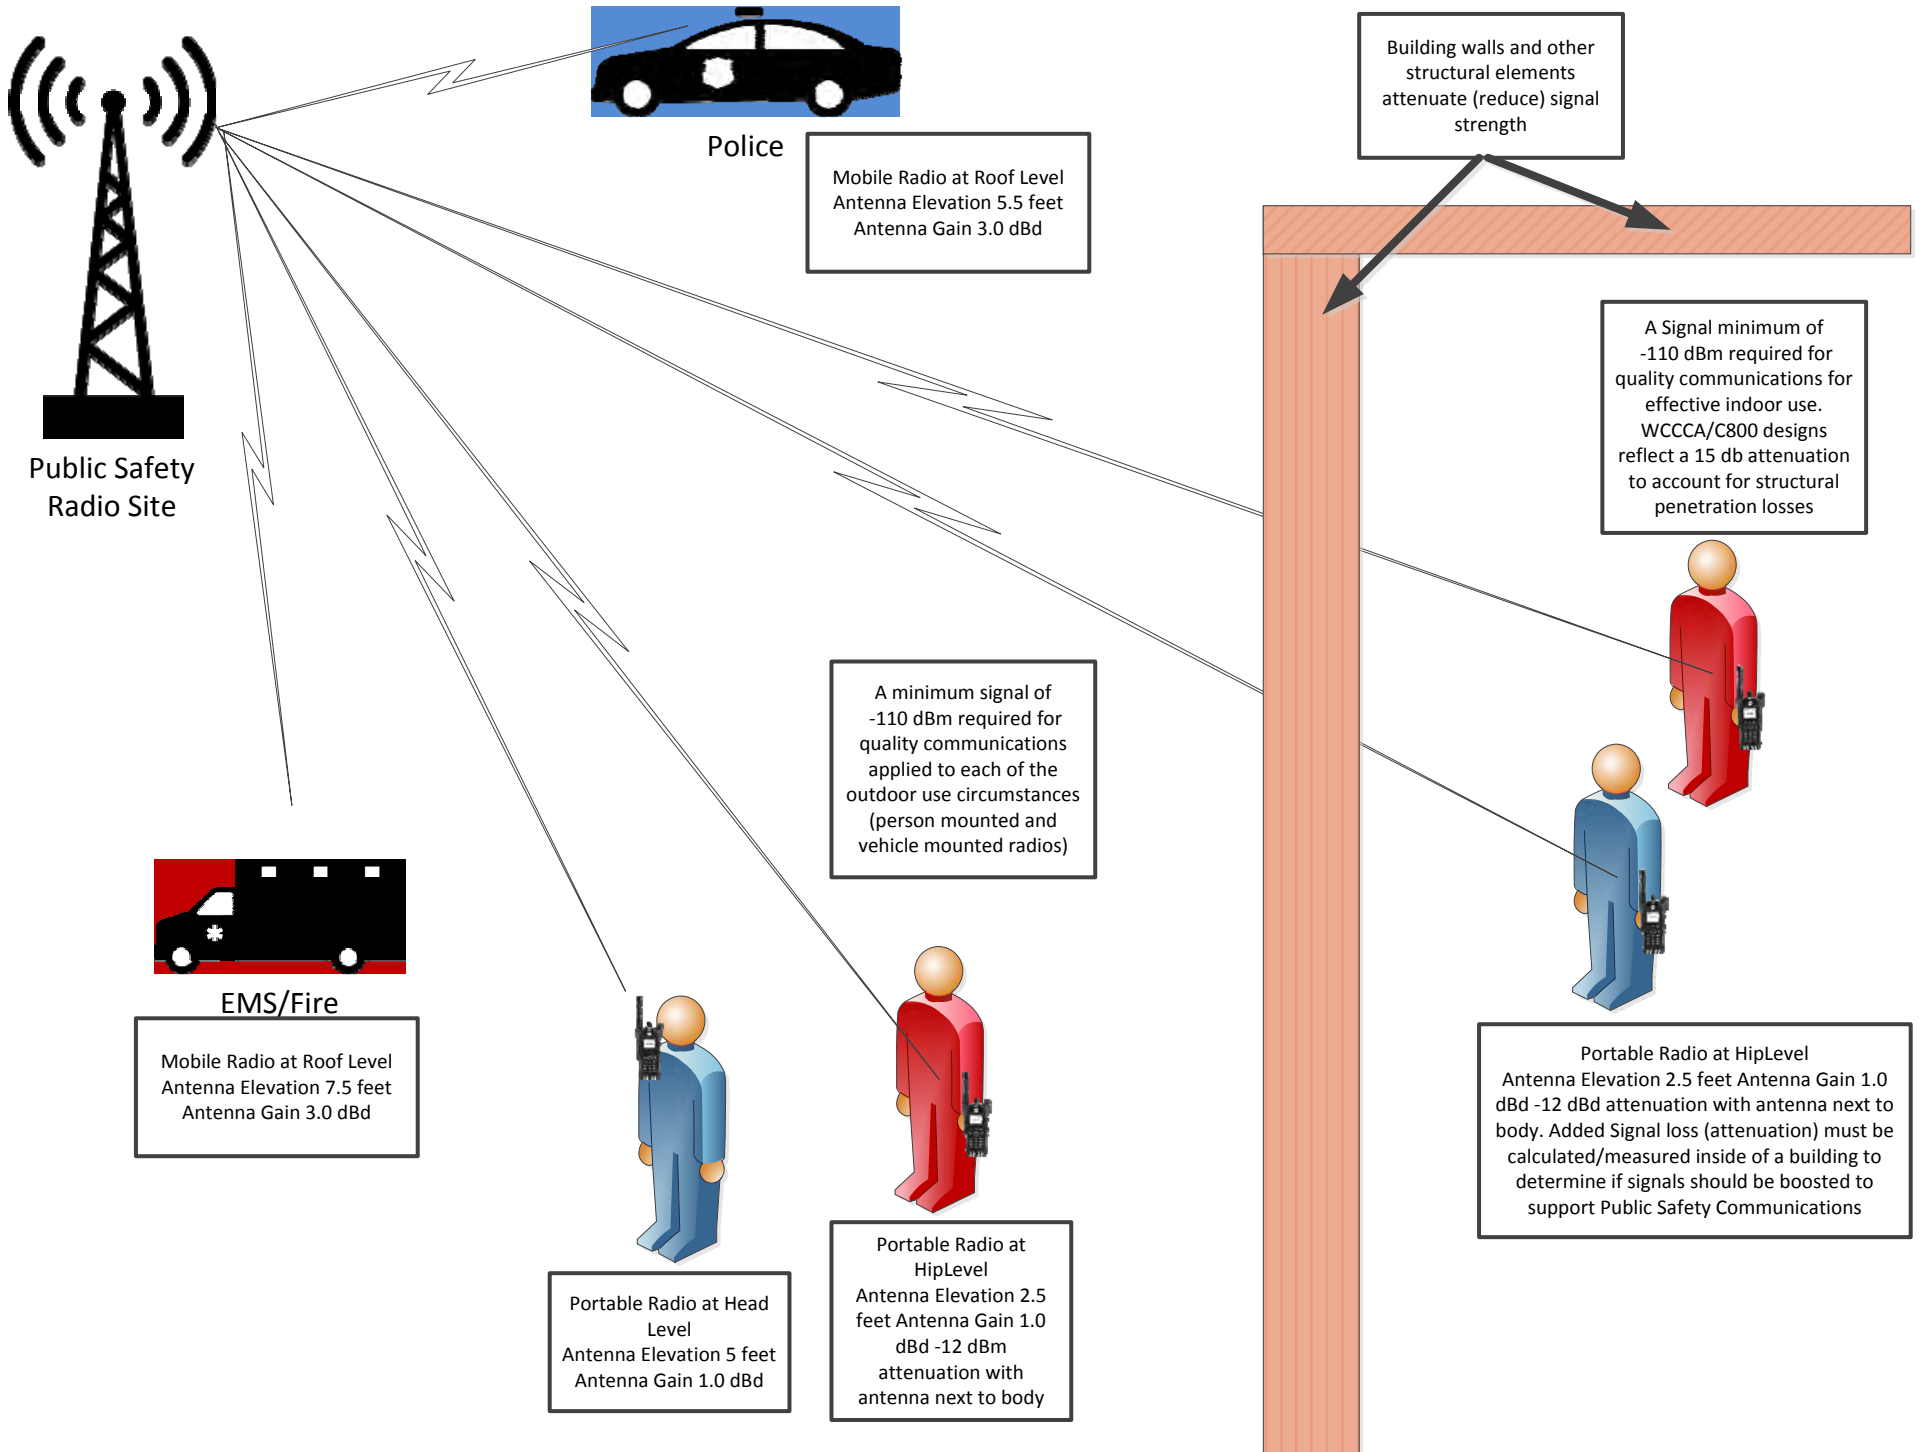 Public Safety
Radio Site
Police
Mobile Radio at Roof Level
Antenna Elevation 5.5 feet
Antenna Gain 3.0 dBd
Building walls and other
structural elements
attenuate (reduce) signal
strength
A Signal minimum of
-110 dBm required for
quality communications for
effective indoor use.
WCCCA/C800 designs
reflect a 15 db attenuation
to account for structural
penetration losses
A minimum signal of
-110 dBm required for
quality communications
applied to each of the
outdoor use circumstances
(person mounted and
vehicle mounted radios)
EMS/Fire
Mobile Radio at Roof Level
Antenna Elevation 7.5 feet
Antenna Gain 3.0 dBd
Portable Radio at Head
Level
Antenna Elevation 5 feet
Antenna Gain 1.0 dBd
Portable Radio at
HipLevel
Antenna Elevation 2.5
feet Antenna Gain 1.0
dBd -12 dBm
attenuation with
antenna next to body
Portable Radio at HipLevel
Antenna Elevation 2.5 feet Antenna Gain 1.0
dBd -12 dBd attenuation with antenna next to
body. Added Signal loss (attenuation) must be
calculated/measured inside of a building to
determine if signals should be boosted to
support Public Safety Communications